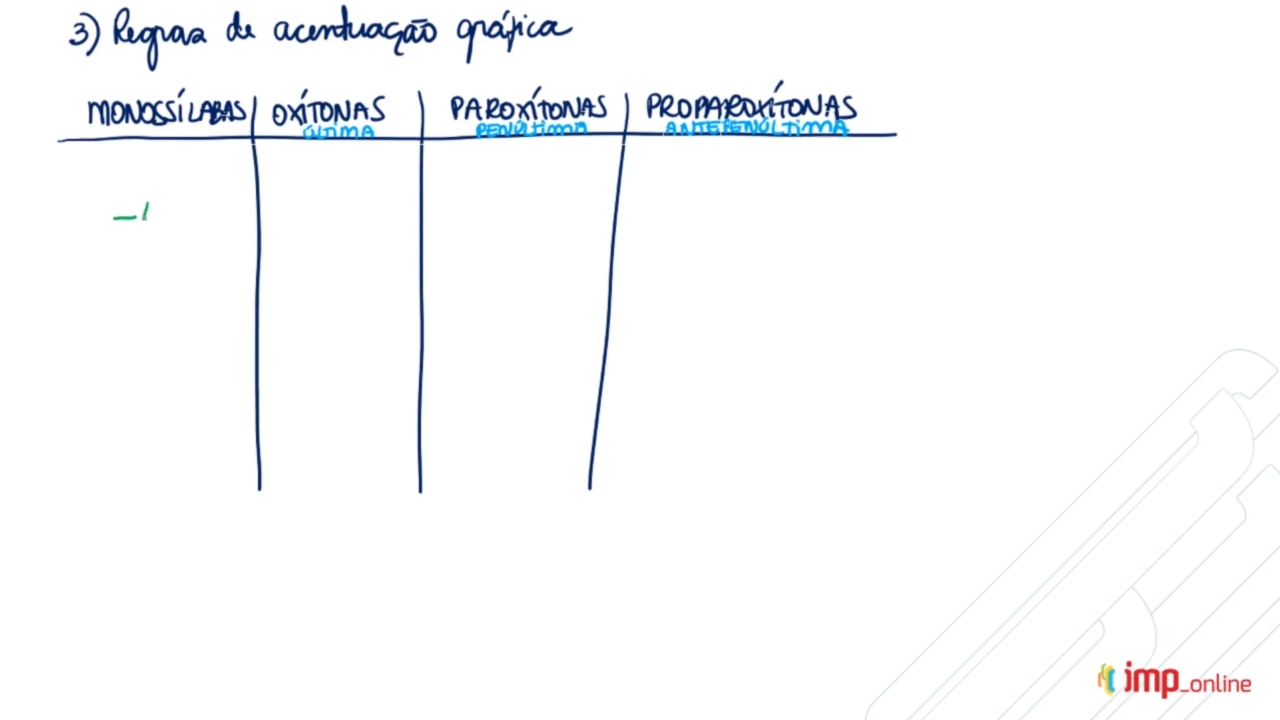 3) Regras de acentuação gráfica
MONOSSÍLABAS OXÍTONAS PAROXÍTONAS PROPAROXÍTONAS
ÚLTIMA PENÚLTIMA ANTEPENÚLTIMA
imp_online